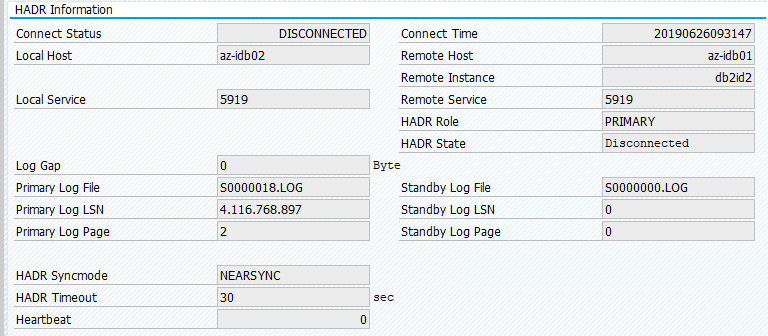 HADR Information
Connect Status DISCONNECTED Connect Time 20190626093147
Local Host az-idb02 Remote Host az-idb01
Remote Instance db2id2
Local Service 5919 Remote Service 5919
HADR Role PRIMARY
HADR State Disconnected
Log Gap 0 Byte
Primary Log File S0000018.LOG Standby Log File S0000000.LOG
Primary Log LSN 4.116.768.897 Standby Log LSN 0
Primary Log Page 2 Standby Log Page 0
HADR Syncmode NEARSYNC
HADR Timeout 30 sec
Heartbeat 0